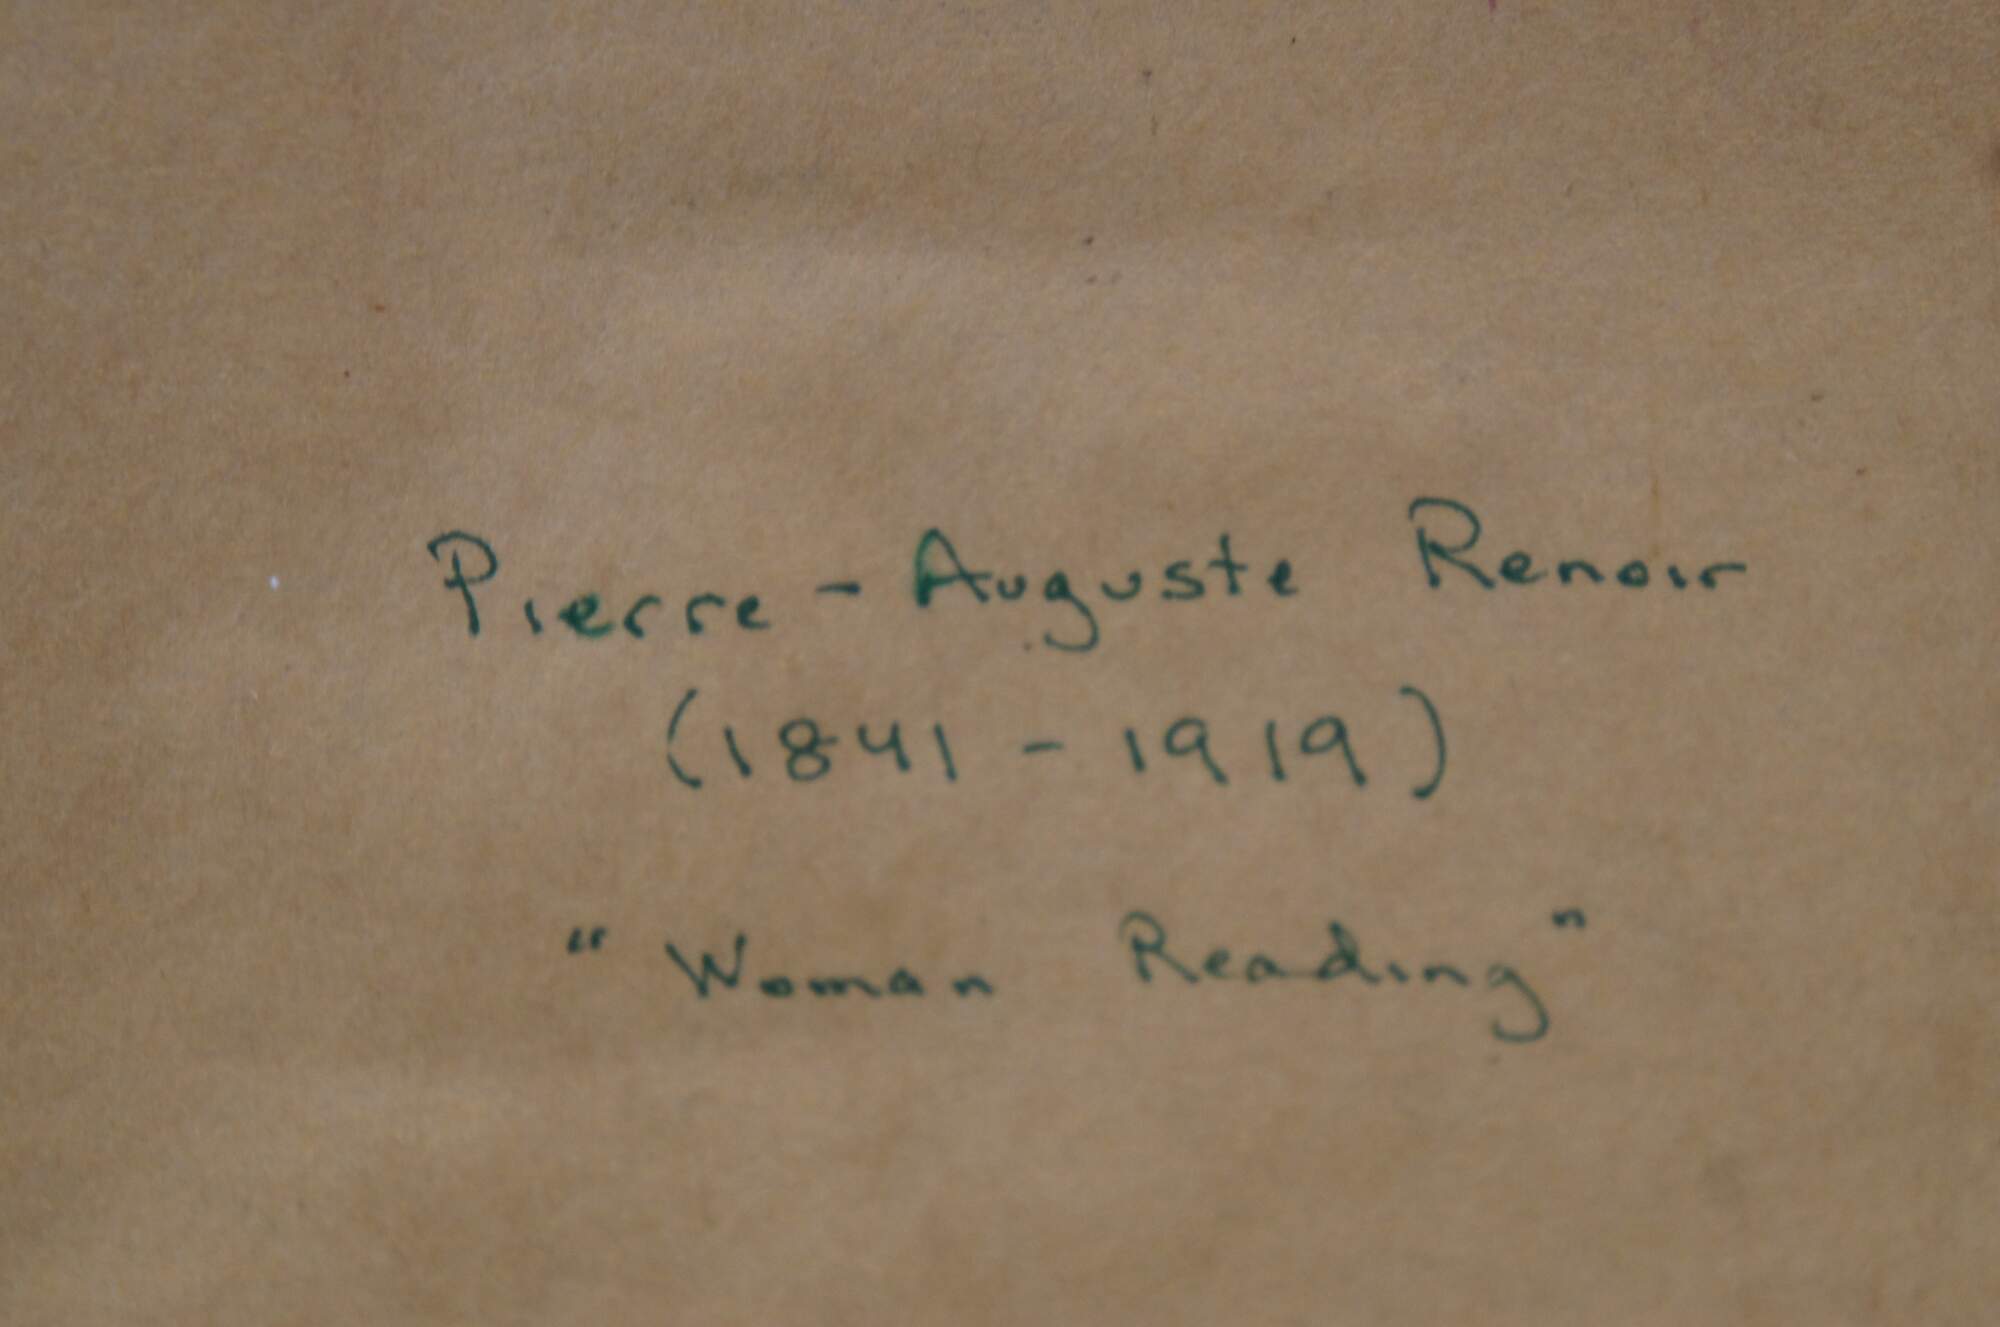 Pierre-Auguste Renoir
(1841-1919)
"Woman Reading"